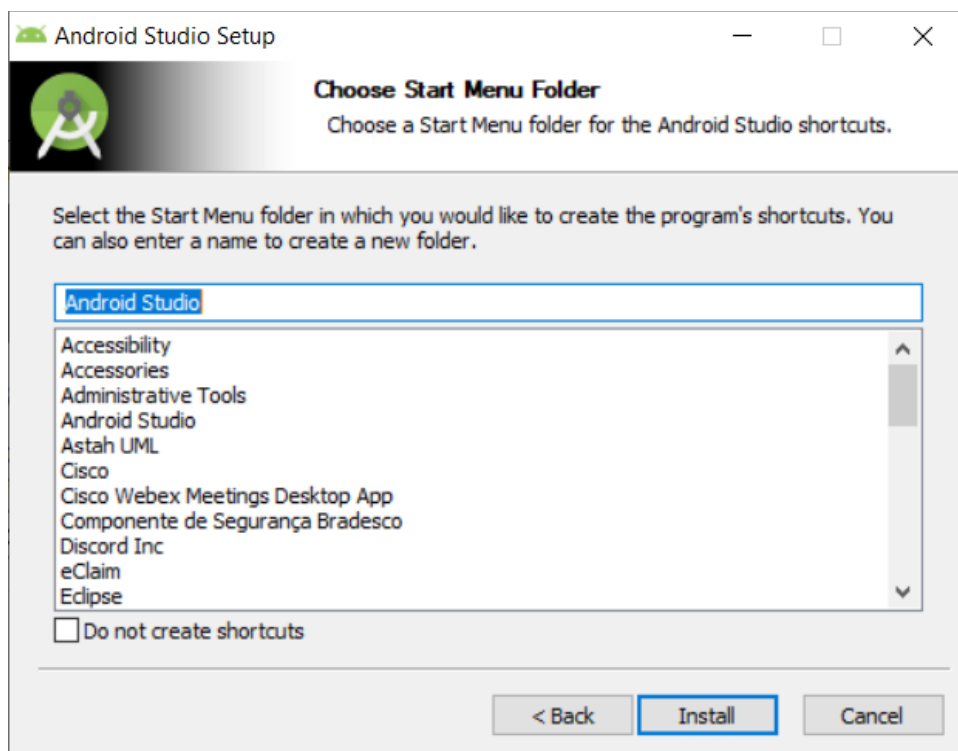 Android Studio Setup
Choose Start Menu Folder
Choose a Start Menu folder for the Android Studio shortcuts.
Select the Start Menu folder in which you would like to create the program's shortcuts. You
can also enter a name to create a new folder.
Android Studio
Accessibility
Accessories
Administrative Tools
Android Studio
Astah UML
Cisco
Cisco Webex Meetings Desktop App
Componente de Segurança Bradesco
Discord Inc
eClaim
Eclipse
Do not create shortcuts
< Back
Install
Cancel